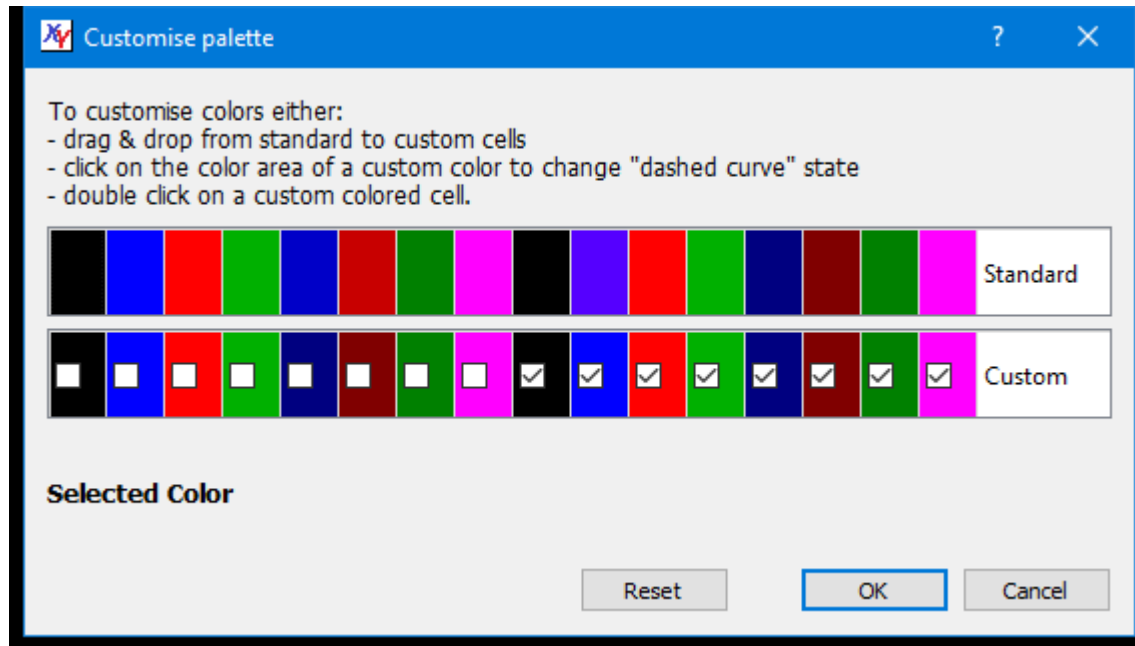 XY Customise palette ?
To customise colors either:
- drag & drop from standard to custom cells
- click on the color area of a custom color to change "dashed curve" state
- double click on a custom colored cell.
Standard
Custom
Selected Color
Reset OK Cancel